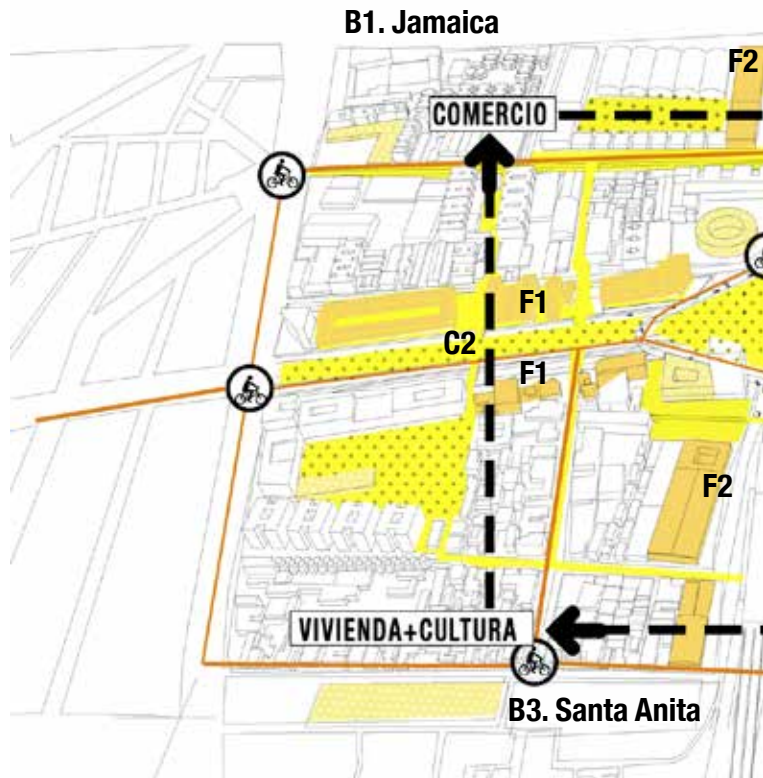 B1. Jamaica
F2
COMERCIO
F1
C2
F1
F2
VIVIENDA+CULTURA
B3. Santa Anita